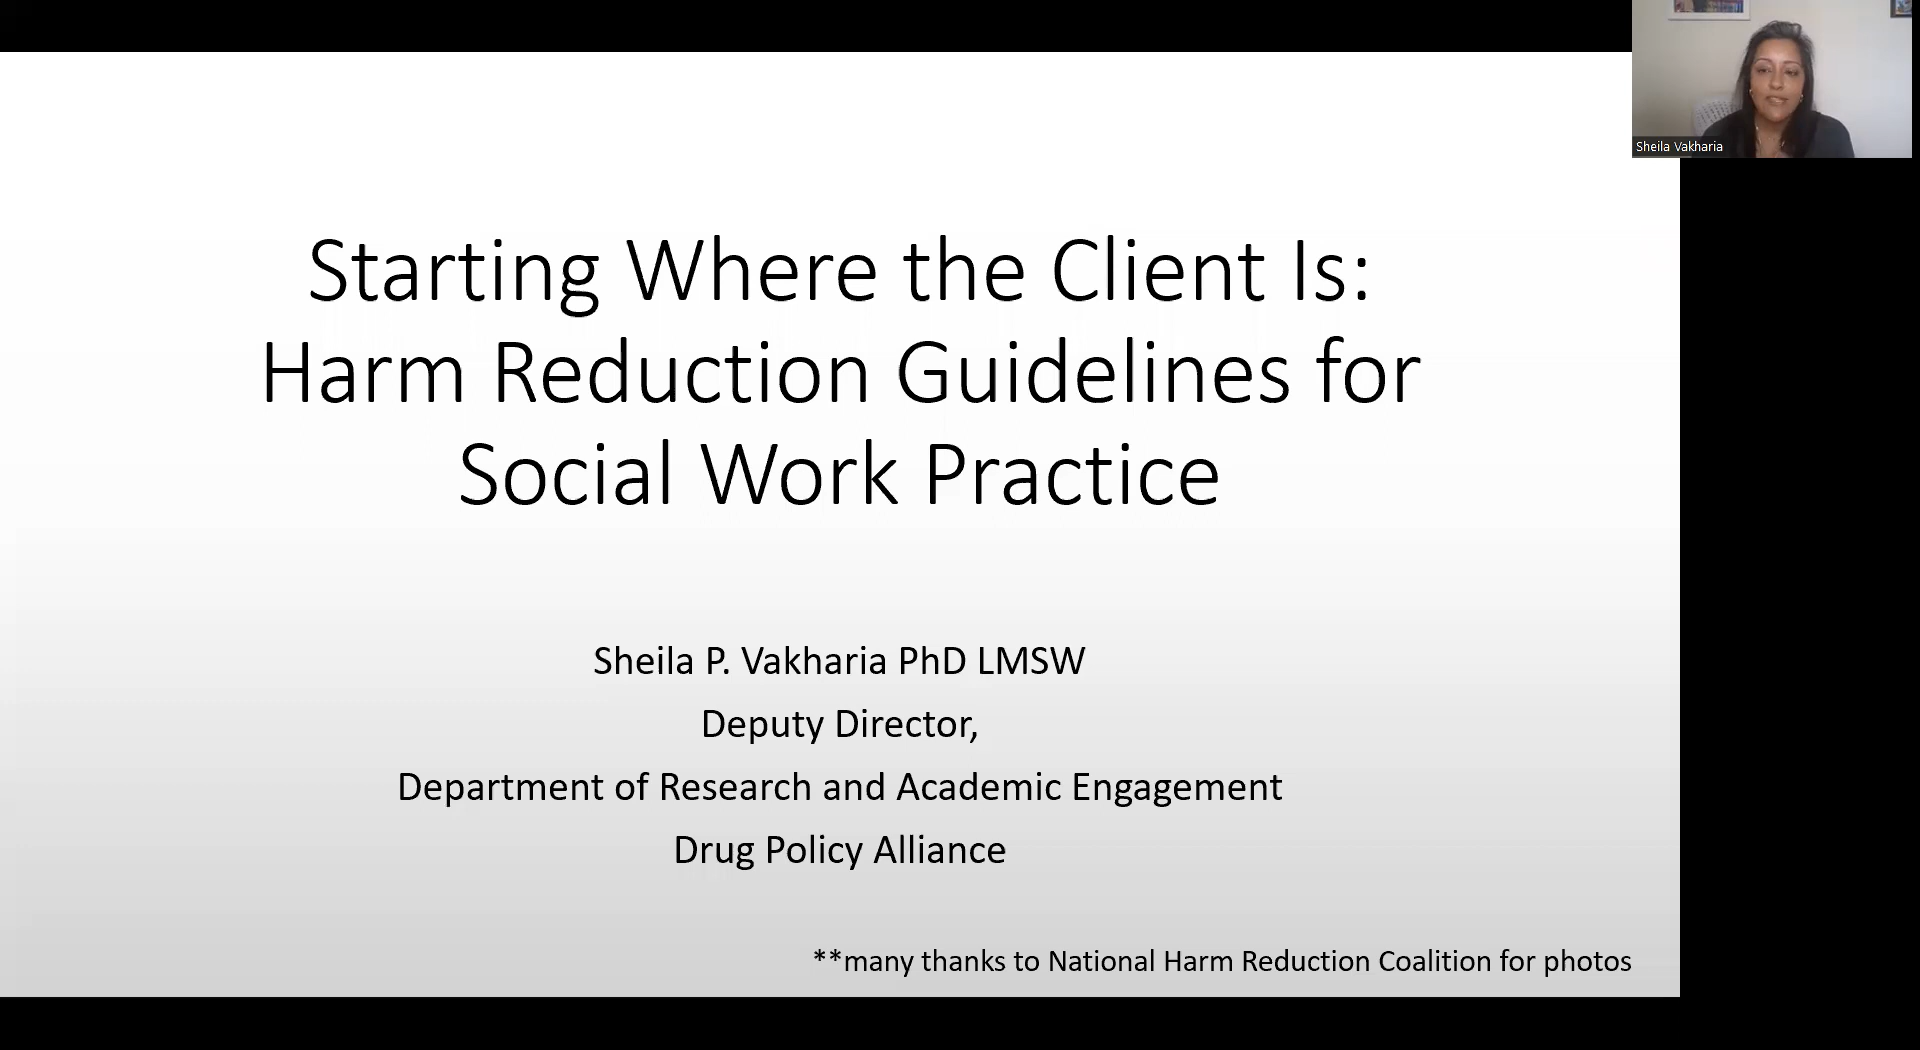 Sheila Vakharia
Starting Where the Client Is:
Harm Reduction Guidelines for
Social Work Practice
Sheila P. Vakharia PhD LMSW
Deputy Director,
Department of Research and Academic Engagement
Drug Policy Alliance
**many thanks to National Harm Reduction Coalition for photos